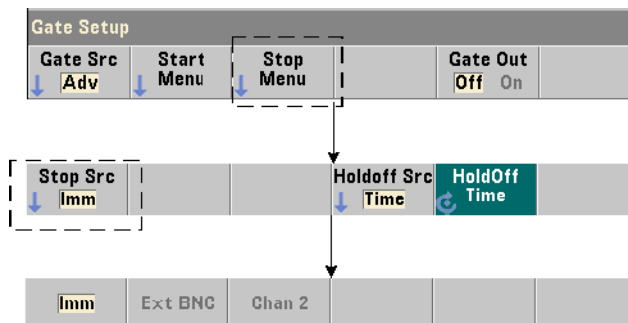 Gate Setup
Gate Src Start Stop Gate Out
Adv Menu Menu Off On
Stop Src Holdoff Src HoldOff
Imm Time Time
Imm Ext BNC Chan 2